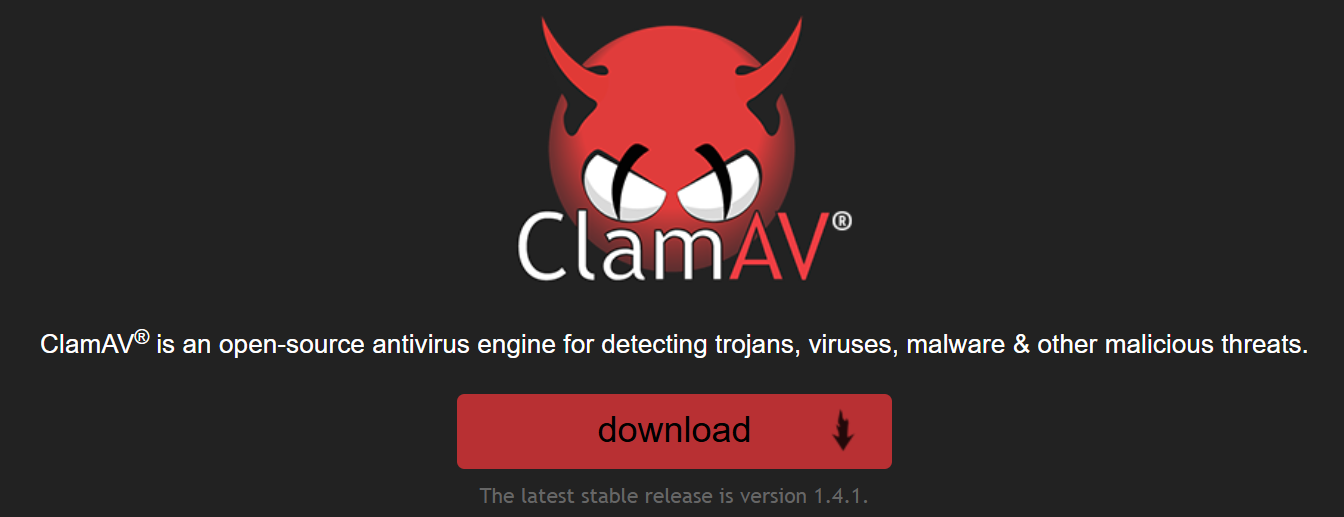 ClamAV®
ClamAV® is an open-source antivirus engine for detecting trojans, viruses, malware & other malicious threats.
download
The latest stable release is version 1.4.1.